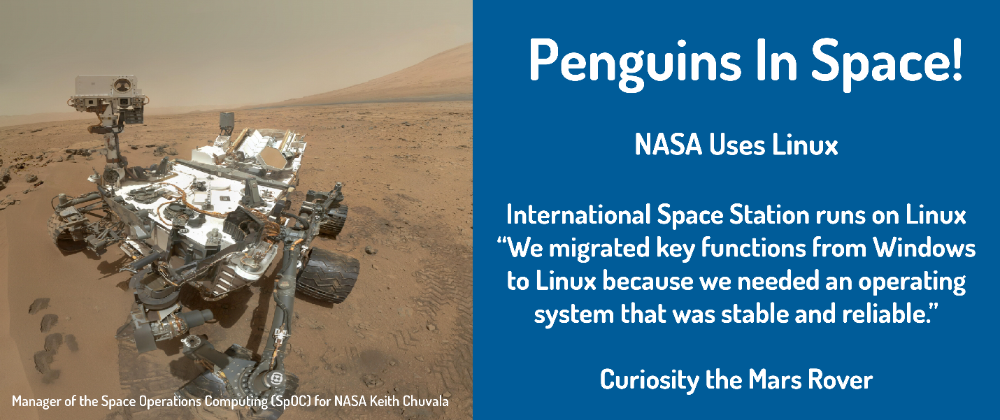 Penguins In Space!
NASA Uses Linux
International Space Station runs on Linux
“We migrated key functions from Windows
to Linux because we needed an operating
system that was stable and reliable.”
Curiosity the Mars Rover
Manager of the Space Operations Computing (SpOC) for NASA Keith Chuvala